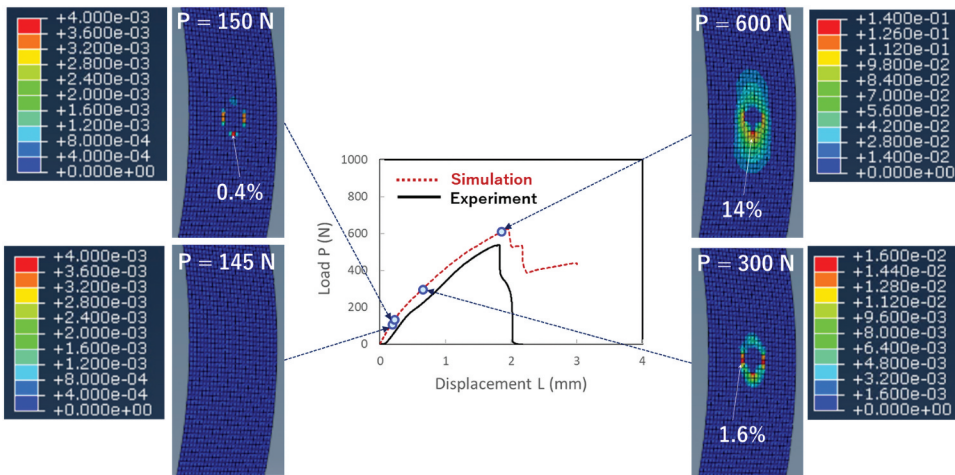 +4.000e-03
+3.600e-03
+3.200e-03
+2.800e-03
+2.400e-03
+2.000e-03
+1.600e-03
+1.200e-03
+8.000e-04
+4.000e-04
+0.000e+00
P = 150 N
0.4%
P = 600 N
14%
+1.400e-01
+1.260e-01
+1.120e-01
+9.800e-02
+8.400e-02
+7.000e-02
+5.600e-02
+4.200e-02
+2.800e-02
+1.400e-02
+0.000e+00
1000
800
600
400
200
0
Load P (N)
Simulation
Experiment
0
1
2
3
4
Displacement L (mm)
+4.000e-03
+3.600e-03
+3.200e-03
+2.800e-03
+2.400e-03
+2.000e-03
+1.600e-03
+1.200e-03
+8.000e-04
+4.000e-04
+0.000e+00
P = 145 N
P = 300 N
1.6%
+1.600e-02
+1.440e-02
+1.280e-02
+1.120e-02
+9.600e-03
+8.000e-03
+6.400e-03
+4.800e-03
+3.200e-03
+1.600e-03
+0.000e+00